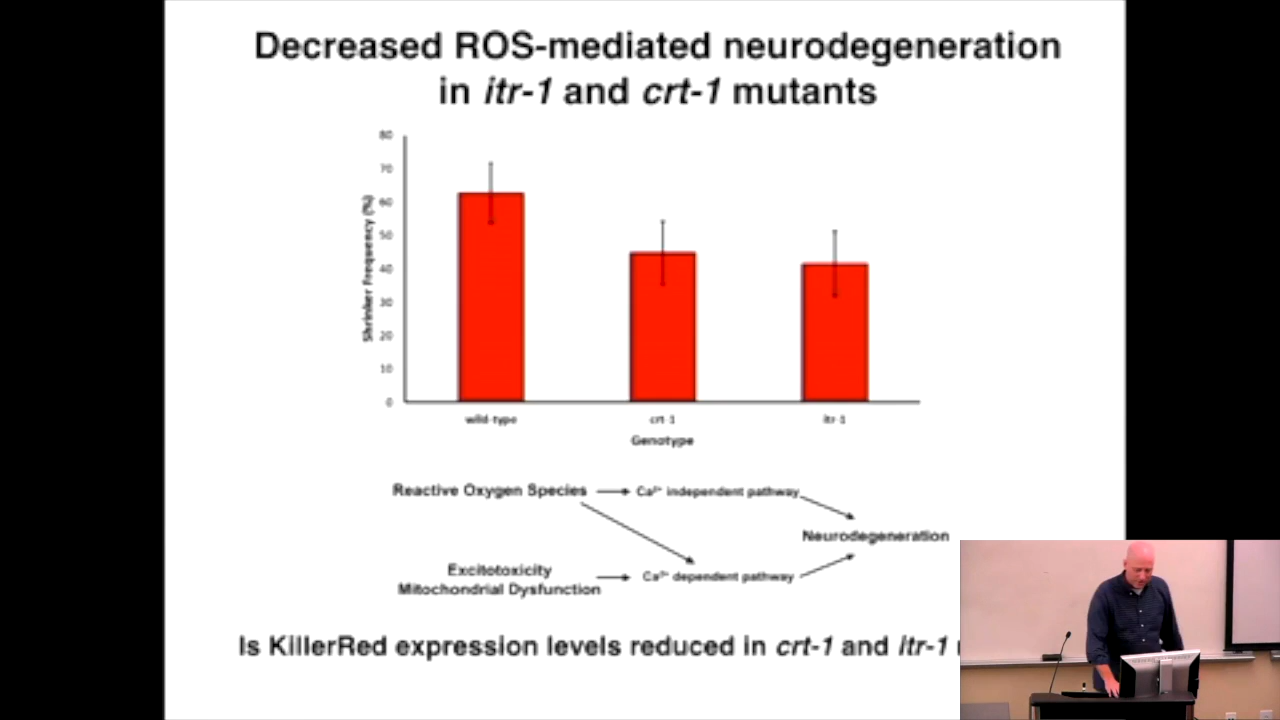 Decreased ROS-mediated neurodegeneration
in itr-1 and crt-1 mutants
80
70
60
50
40
30
20
10
0
Shrinker Frequency (%)
wild-type
crt-1
itr-1
Genotype
Reactive Oxygen Species
Ca²⁺ independent pathway
Neurodegeneration
Excitotoxicity
Mitochondrial Dysfunction
Ca²⁺ dependent pathway
Is KillerRed expression levels reduced in crt-1 and itr-1